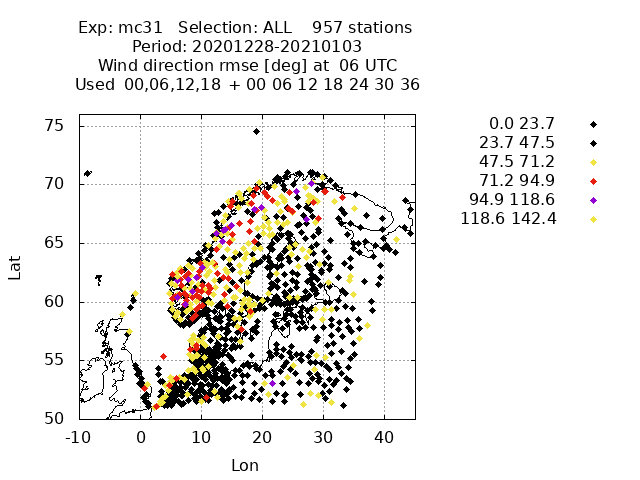 Exp: mc31 Selection: ALL 957 stations
Period: 20201228-20210103
Wind direction rmse [deg] at 06 UTC
Used 00,06,12,18 + 00 06 12 18 24 30 36
0.0 23.7
23.7 47.5
47.5 71.2
71.2 94.9
94.9 118.6
118.6 142.4
75
70
65
60
55
50
Lat
-10 0 10 20 30 40
Lon